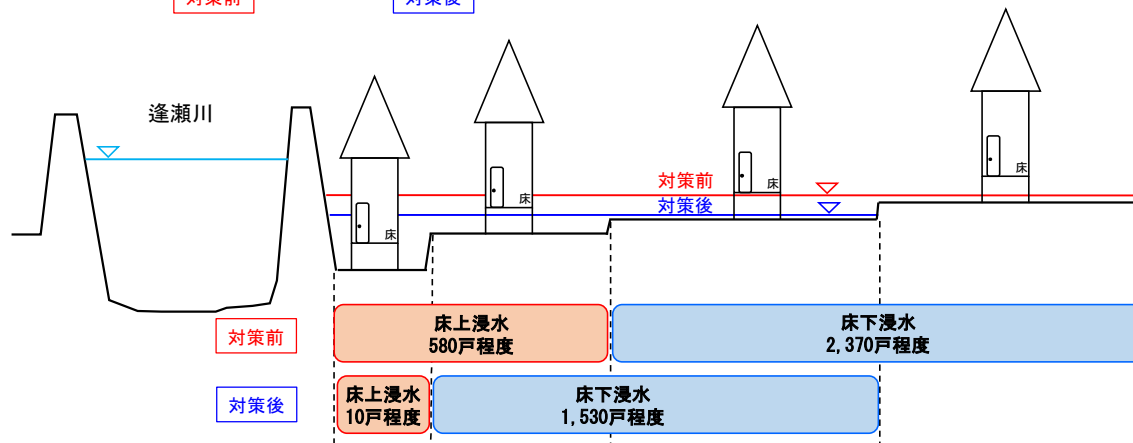 対策前
対策後
逢瀬川
床
床
床
床
対策前
対策後
対策前
床上浸水
580戸程度
床下浸水
2,370戸程度
対策後
床上浸水
10戸程度
床下浸水
1,530戸程度